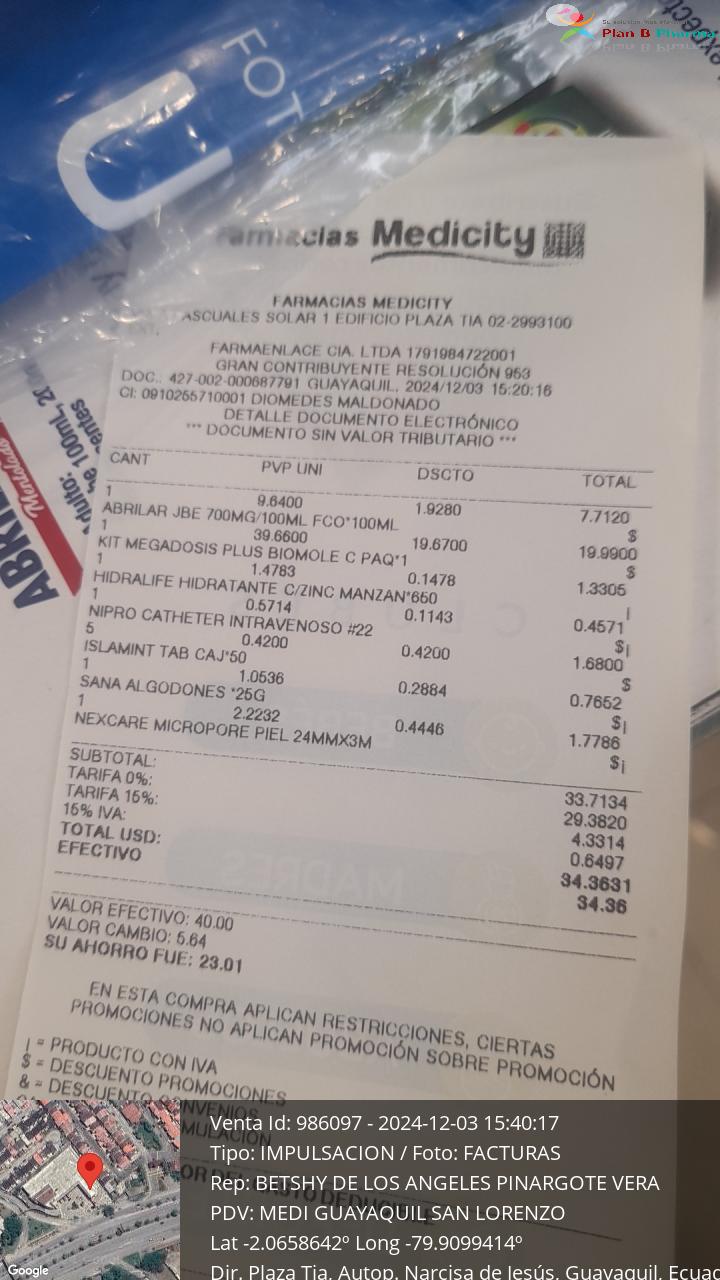 Plan B Pharma
FOT
Farmacias Medicity
FARMACIAS MEDICITY
ASCUALES SOLAR 1 EDIFICIO PLAZA TIA 02-2993100
FARMAENLACE CIA. LTDA 1791984722001
GRAN CONTRIBUYENTE RESOLUCIÓN 953
DOC.. 427-002-000687791 GUAYAQUIL, 2024/12/03 15:20:16
CI: 0910255710001 DIOMEDES MALDONADO
DETALLE DOCUMENTO ELECTRÓNICO
*** DOCUMENTO SIN VALOR TRIBUTARIO ***
CANT PVP UNI DSCTO TOTAL
1 9.6400 1.9280 7.7120
ABRILAR JBE 700MG/100ML FCO*100ML $
1 39.6600 19.6700 19.9900
KIT MEGADOSIS PLUS BIOMOLE C PAQ*1 $
1 1.4783 0.1478 1.3305
HIDRALIFE HIDRATANTE C/ZINC MANZAN*650 |
1 0.5714 0.1143 0.4571
NIPRO CATHETER INTRAVENOSO #22 $¡
5 0.4200 0.4200 1.6800
ISLAMINT TAB CAJ*50 $
1 1.0536 0.2884 0.7652
SANA ALGODONES *25G $¡
1 2.2232 0.4446 1.7786
NEXCARE MICROPORE PIEL 24MMX3M $¡
SUBTOTAL: 33.7134
TARIFA 0%: 29.3820
TARIFA 15%: 4.3314
15% IVA: 0.6497
TOTAL USD: 34.3631
EFECTIVO 34.36
VALOR EFECTIVO: 40.00
VALOR CAMBIO: 5.64
SU AHORRO FUE: 23.01
EN ESTA COMPRA APLICAN RESTRICCIONES, CIERTAS
PROMOCIONES NO APLICAN PROMOCIÓN SOBRE PROMOCIÓN
| = PRODUCTO CON IVA
$ = DESCUENTO PROMOCIONES
& = DESCUENTO CONVENIOS
Mentolado
Adulto: 100mL, 20
Venta Id: 986097 - 2024-12-03 15:40:17
Tipo: IMPULSACION / Foto: FACTURAS
Rep: BETSHY DE LOS ANGELES PINARGOTE VERA
PDV: MEDI GUAYAQUIL SAN LORENZO
Lat -2.0658642º Long -79.9099414º
Dir. Plaza Tia, Autop. Narcisa de Jesús, Guayaquil, Ecuad
Google